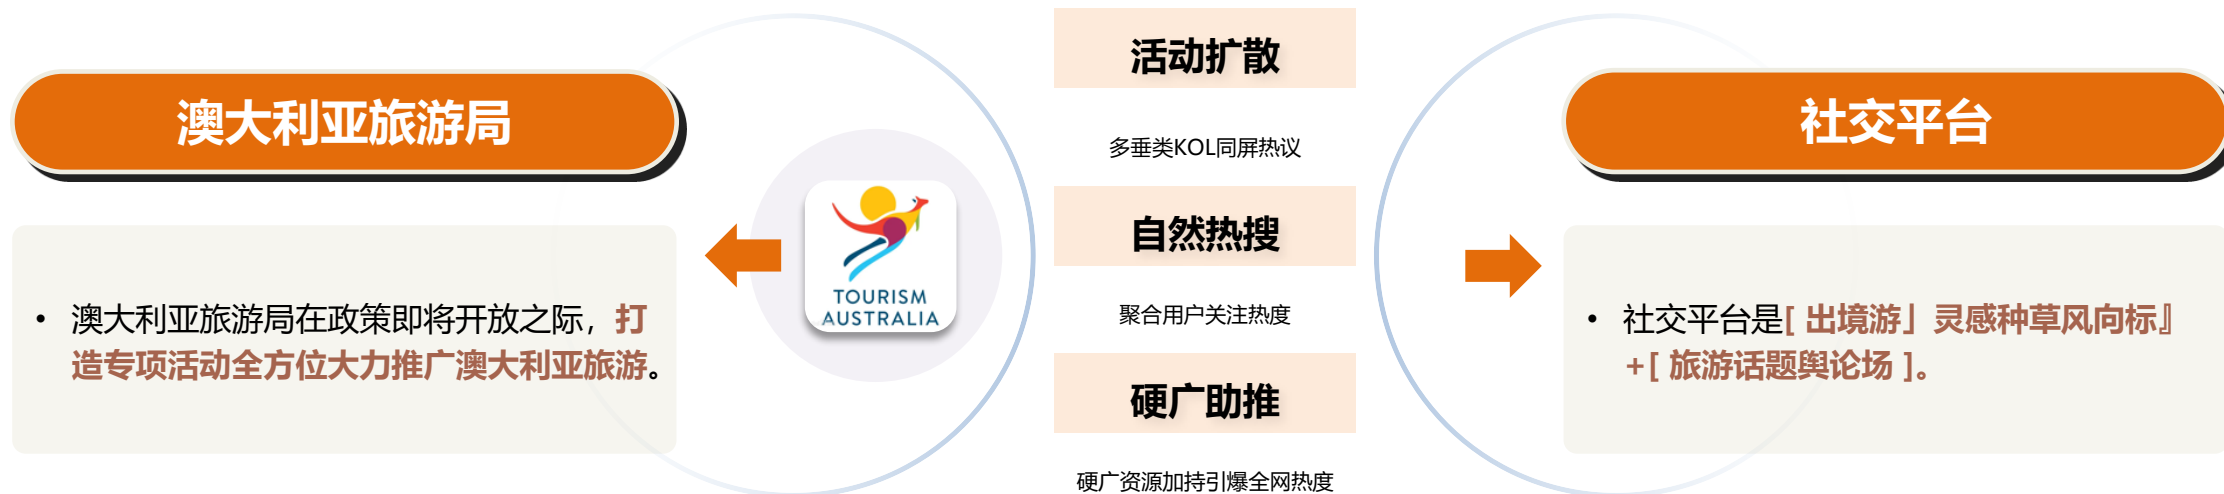 澳大利亚旅游局
• 澳大利亚旅游局在政策即将开放之际，打
造专项活动全方位大力推广澳大利亚旅游。
TOURISM
AUSTRALIA
活动扩散
多垂类KOL同屏热议
自然热搜
聚合用户关注热度
硬广助推
硬广资源加持引爆全网热度
社交平台
• 社交平台是[ 出境游」灵感种草风向标』
+[ 旅游话题舆论场 ]。